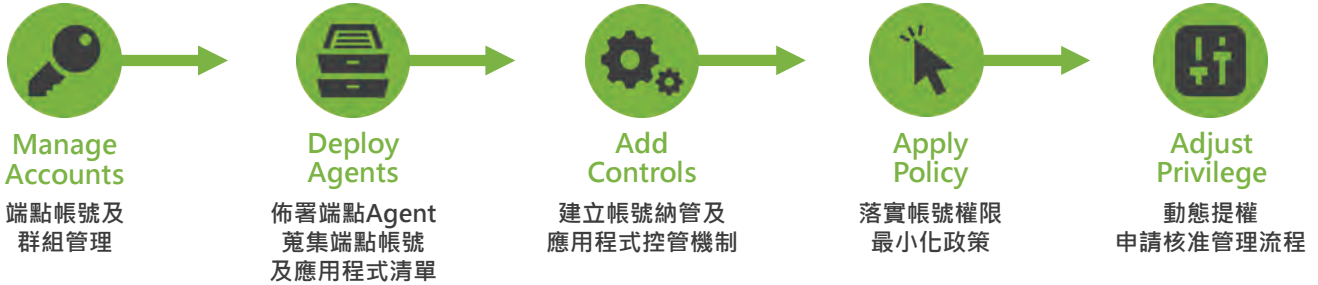 Manage
Accounts
端點帳號及
群組管理
Deploy
Agents
佈署端點Agent
蒐集端點帳號
及應用程式清單
Add
Controls
建立帳號納管及
應用程式控管機制
Apply
Policy
落實帳號權限
最小化政策
Adjust
Privilege
動態提權
申請核准管理流程